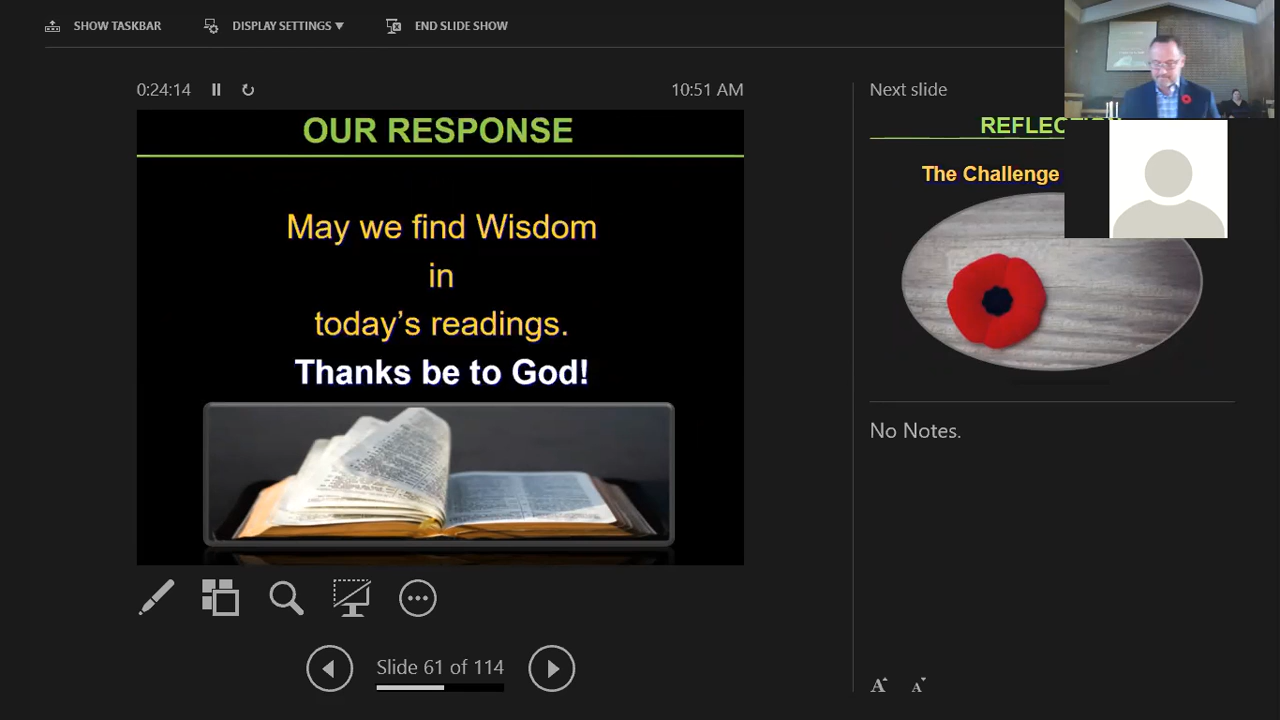 SHOW TASKBAR
DISPLAY SETTINGS
END SLIDE SHOW
0:24:14
10:51 AM
OUR RESPONSE
May we find Wisdom
in
today's readings.
Thanks be to God!
Slide 61 of 114
Next slide
The Challenge
No Notes.
A A